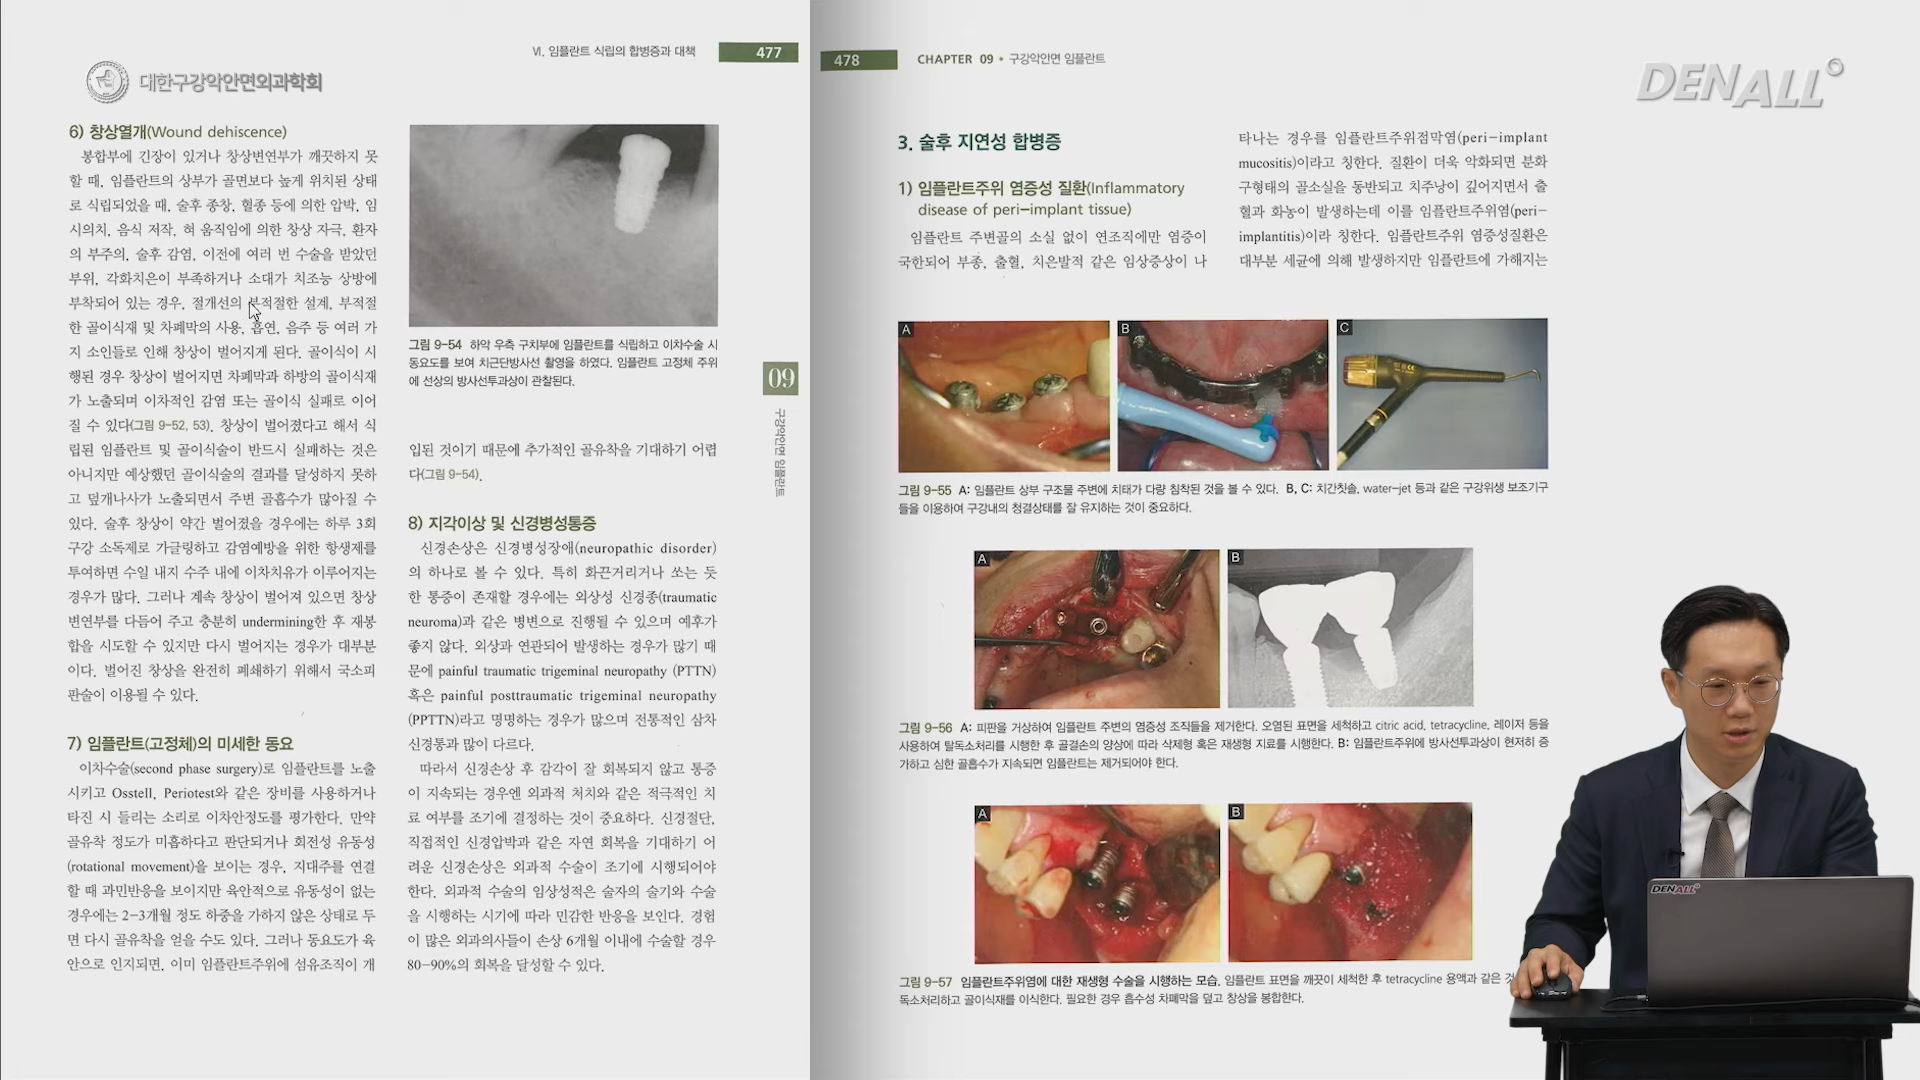 VI. 임플란트 식립의 합병증과 대책
477
대한구강악안면외과학회
6) 창상열개(Wound dehiscence)
봉합부에 긴장이 있거나 창상변연부가 깨끗하지 못
할 때, 임플란트의 상부가 골면보다 높게 위치된 상태
로 식립되었을 때, 술후 종창, 혈종 등에 의한 압박, 임
시의치, 음식 저작, 혀 움직임에 의한 창상 자극, 환자
의 부주의, 술후 감염, 이전에 여러 번 수술을 받았던
부위, 각화치은이 부족하거나 소대가 치조능 상방에
부착되어 있는 경우, 절개선의 부적절한 설계, 부적절
한 골이식재 및 차폐막의 사용, 흡연, 음주 등 여러 가
지 소인들로 인해 창상이 벌어지게 된다. 골이식이 시
행된 경우 창상이 벌어지면 차폐막과 하방의 골이식재
가 노출되며 이차적인 감염 또는 골이식 실패로 이어
질 수 있다(그림 9-52, 53). 창상이 벌어졌다고 해서 식
립된 임플란트 및 골이식술이 반드시 실패하는 것은
아니지만 예상했던 골이식술의 결과를 달성하지 못하
고 덮개나사가 노출되면서 주변 골흡수가 많아질 수
있다. 술후 창상이 약간 벌어졌을 경우에는 하루 3회
구강 소독제로 가글링하고 감염예방을 위한 항생제를
투여하면 수일 내지 수주 내에 이차치유가 이루어지는
경우가 많다. 그러나 계속 창상이 벌어져 있으면 창상
변연부를 다듬어 주고 충분히 undermining한 후 재봉
합을 시도할 수 있지만 다시 벌어지는 경우가 대부분
이다. 벌어진 창상을 완전히 폐쇄하기 위해서 국소피
판술이 이용될 수 있다.
7) 임플란트(고정체)의 미세한 동요
이차수술(second phase surgery)로 임플란트를 노출
시키고 Osstell, Periotest와 같은 장비를 사용하거나
타진 시 들리는 소리로 이차안정도를 평가한다. 만약
골유착 정도가 미흡하다고 판단되거나 회전성 유동성
(rotational movement)을 보이는 경우, 지대주를 연결
할 때 과민반응을 보이지만 육안적으로 유동성이 없는
경우에는 2-3개월 정도 하중을 가하지 않은 상태로 두
면 다시 골유착을 얻을 수도 있다. 그러나 동요도가 육
안으로 인지되면, 이미 임플란트주위에 섬유조직이 개
그림 9-54 하악 우측 구치부에 임플란트를 식립하고 이차수술 시
동요도를 보여 치근단방사선 촬영을 하였다. 임플란트 고정체 주위
에 선상의 방사선투과상이 관찰된다.
입된 것이기 때문에 추가적인 골유착을 기대하기 어렵
다(그림 9-54).
8) 지각이상 및 신경병성통증
신경손상은 신경병성장애(neuropathic disorder)
의 하나로 볼 수 있다. 특히 화끈거리거나 쏘는 듯
한 통증이 존재할 경우에는 외상성 신경종(traumatic
neuroma)과 같은 병변으로 진행될 수 있으며 예후가
좋지 않다. 외상과 연관되어 발생하는 경우가 많기 때
문에 painful traumatic trigeminal neuropathy (PTTN)
혹은 painful posttraumatic trigeminal neuropathy
(PPTTN)라고 명명하는 경우가 많으며 전통적인 삼차
신경통과 많이 다르다.
따라서 신경손상 후 감각이 잘 회복되지 않고 통증
이 지속되는 경우엔 외과적 처치와 같은 적극적인 치
료 여부를 조기에 결정하는 것이 중요하다. 신경절단,
직접적인 신경압박과 같은 자연 회복을 기대하기 어
려운 신경손상은 외과적 수술이 조기에 시행되어야
한다. 외과적 수술의 임상성적은 술자의 술기와 수술
을 시행하는 시기에 따라 민감한 반응을 보인다. 경험
이 많은 외과의사들이 손상 6개월 이내에 수술할 경우
80-90%의 회복을 달성할 수 있다.
09
구강악안면 임플란트
478
CHAPTER 09 • 구강악안면 임플란트
DENALL
3. 술후 지연성 합병증
1) 임플란트주위 염증성 질환(Inflammatory
disease of peri-implant tissue)
임플란트 주변골의 소실 없이 연조직에만 염증이
국한되어 부종, 출혈, 치은발적 같은 임상증상이 나
타나는 경우를 임플란트주위점막염(peri-implant
mucositis)이라고 칭한다. 질환이 더욱 악화되면 분화
구형태의 골소실을 동반되고 치주낭이 깊어지면서 출
혈과 화농이 발생하는데 이를 임플란트주위염(peri-
implantitis)이라 칭한다. 임플란트주위 염증성질환은
대부분 세균에 의해 발생하지만 임플란트에 가해지는
A
B
C
그림 9-55 A: 임플란트 상부 구조물 주변에 치태가 다량 침착된 것을 볼 수 있다. B, C: 치간칫솔, water-jet 등과 같은 구강위생 보조기구
들을 이용하여 구강내의 청결상태를 잘 유지하는 것이 중요하다.
A
B
그림 9-56 A: 피판을 거상하여 임플란트 주변의 염증성 조직들을 제거한다. 오염된 표면을 세척하고 citric acid, tetracycline, 레이저 등을
사용하여 탈독소처리를 시행한 후 골결손의 양상에 따라 삭제형 혹은 재생형 치료를 시행한다. B: 임플란트주위에 방사선투과상이 현저히 증
가하고 심한 골흡수가 지속되면 임플란트는 제거되어야 한다.
A
B
그림 9-57 임플란트주위염에 대한 재생형 수술을 시행하는 모습. 임플란트 표면을 깨끗이 세척한 후 tetracycline 용액과 같은
독소처리하고 골이식재를 이식한다. 필요한 경우 흡수성 차폐막을 덮고 창상을 봉합한다.
DENALL